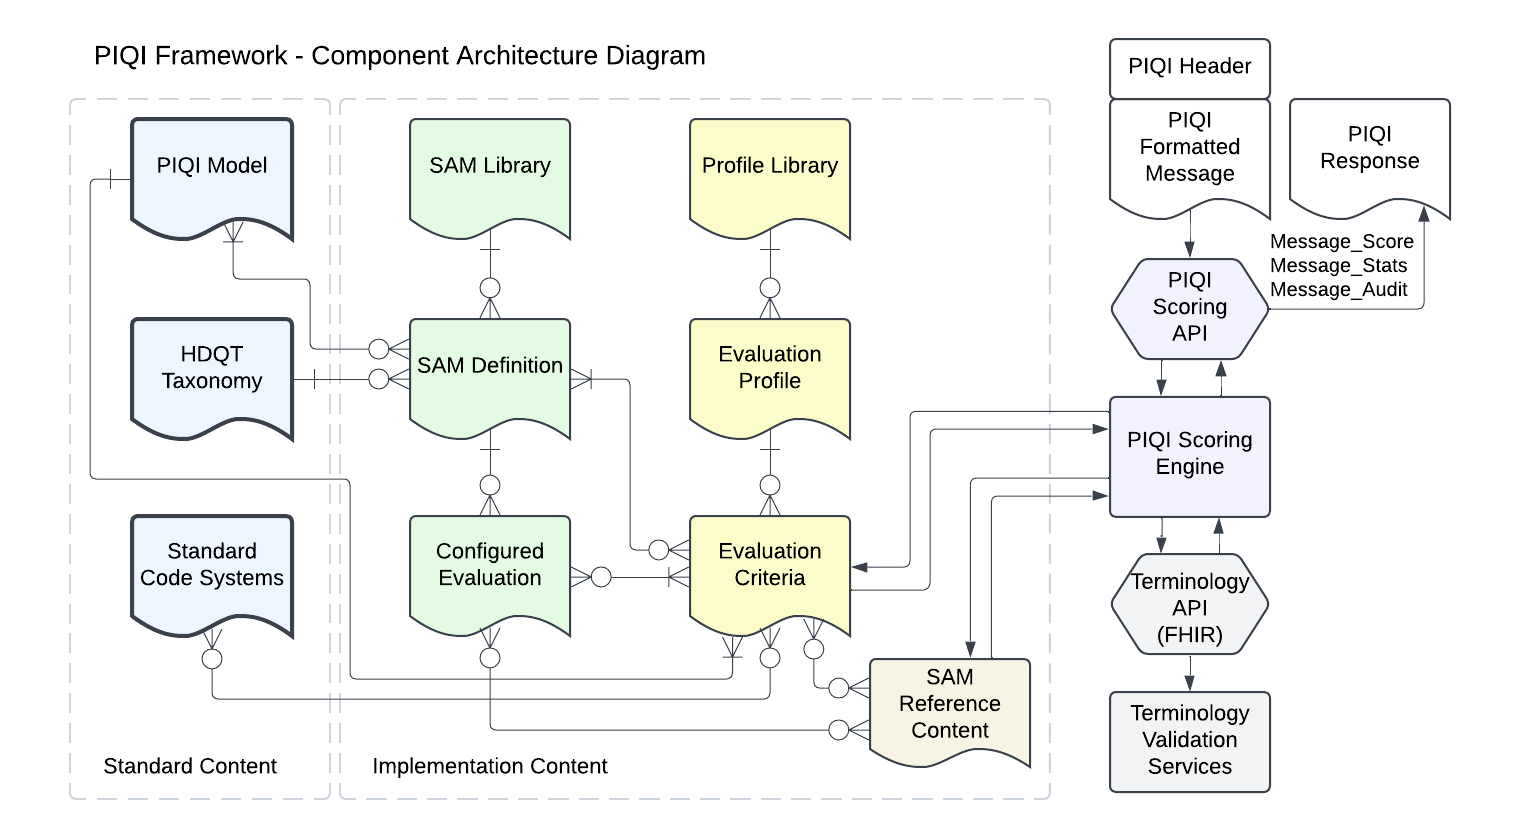 PIQI Framework - Component Architecture Diagram
PIQI Model
HDQT
Taxonomy
Standard
Code Systems
Standard Content
SAM Library
SAM Definition
Configured
Evaluation
Profile Library
Evaluation
Profile
Evaluation
Criteria
SAM
Reference
Content
Implementation Content
PIQI Header
PIQI
Formatted
Message
PIQI
Response
Message_Score
Message_Stats
Message_Audit
PIQI
Scoring
API
PIQI Scoring
Engine
Terminology
API
(FHIR)
Terminology
Validation
Services